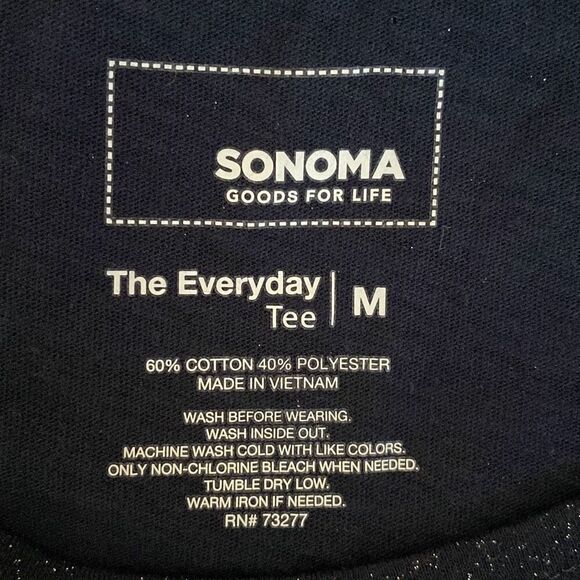 SONOMA
GOODS FOR LIFE
The Everyday
Tee | M
60% COTTON 40% POLYESTER
MADE IN VIETNAM
WASH BEFORE WEARING.
WASH INSIDE OUT.
MACHINE WASH COLD WITH LIKE COLORS.
ONLY NON-CHLORINE BLEACH WHEN NEEDED.
TUMBLE DRY LOW.
WARM IRON IF NEEDED.
RN# 73277